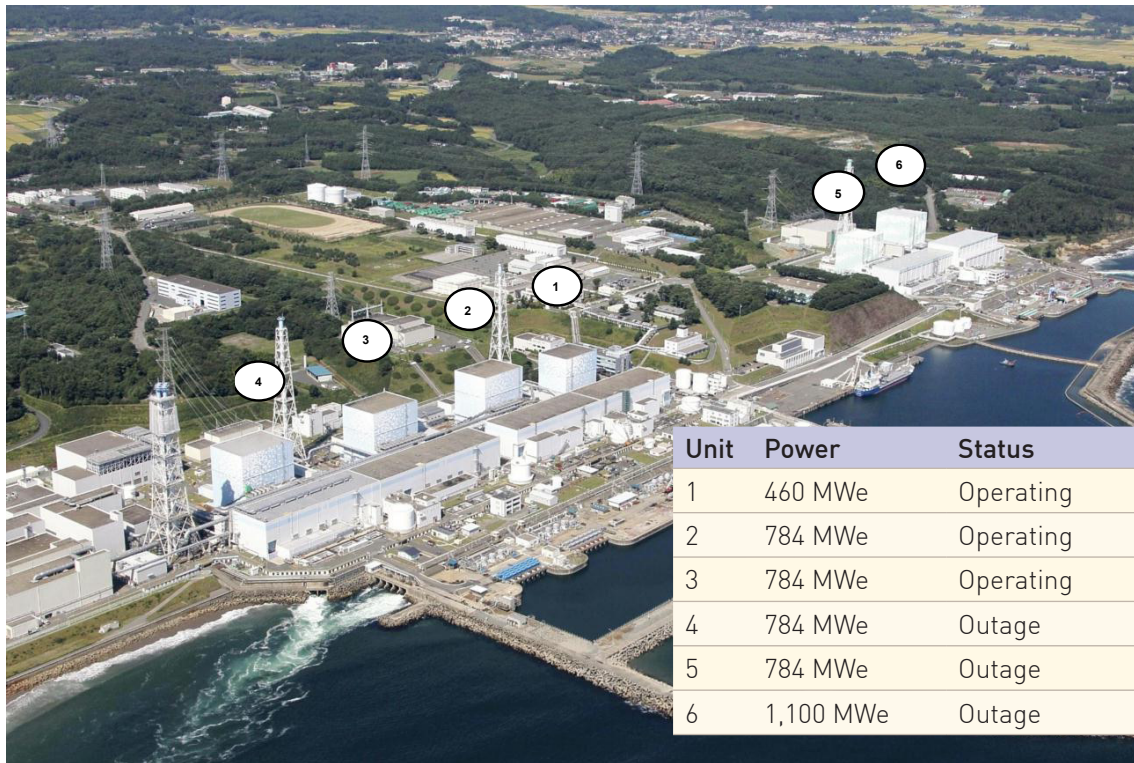 6
5
1
2
3
4
Unit Power Status
1 460 MWe Operating
2 784 MWe Operating
3 784 MWe Operating
4 784 MWe Outage
5 784 MWe Outage
6 1,100 MWe Outage